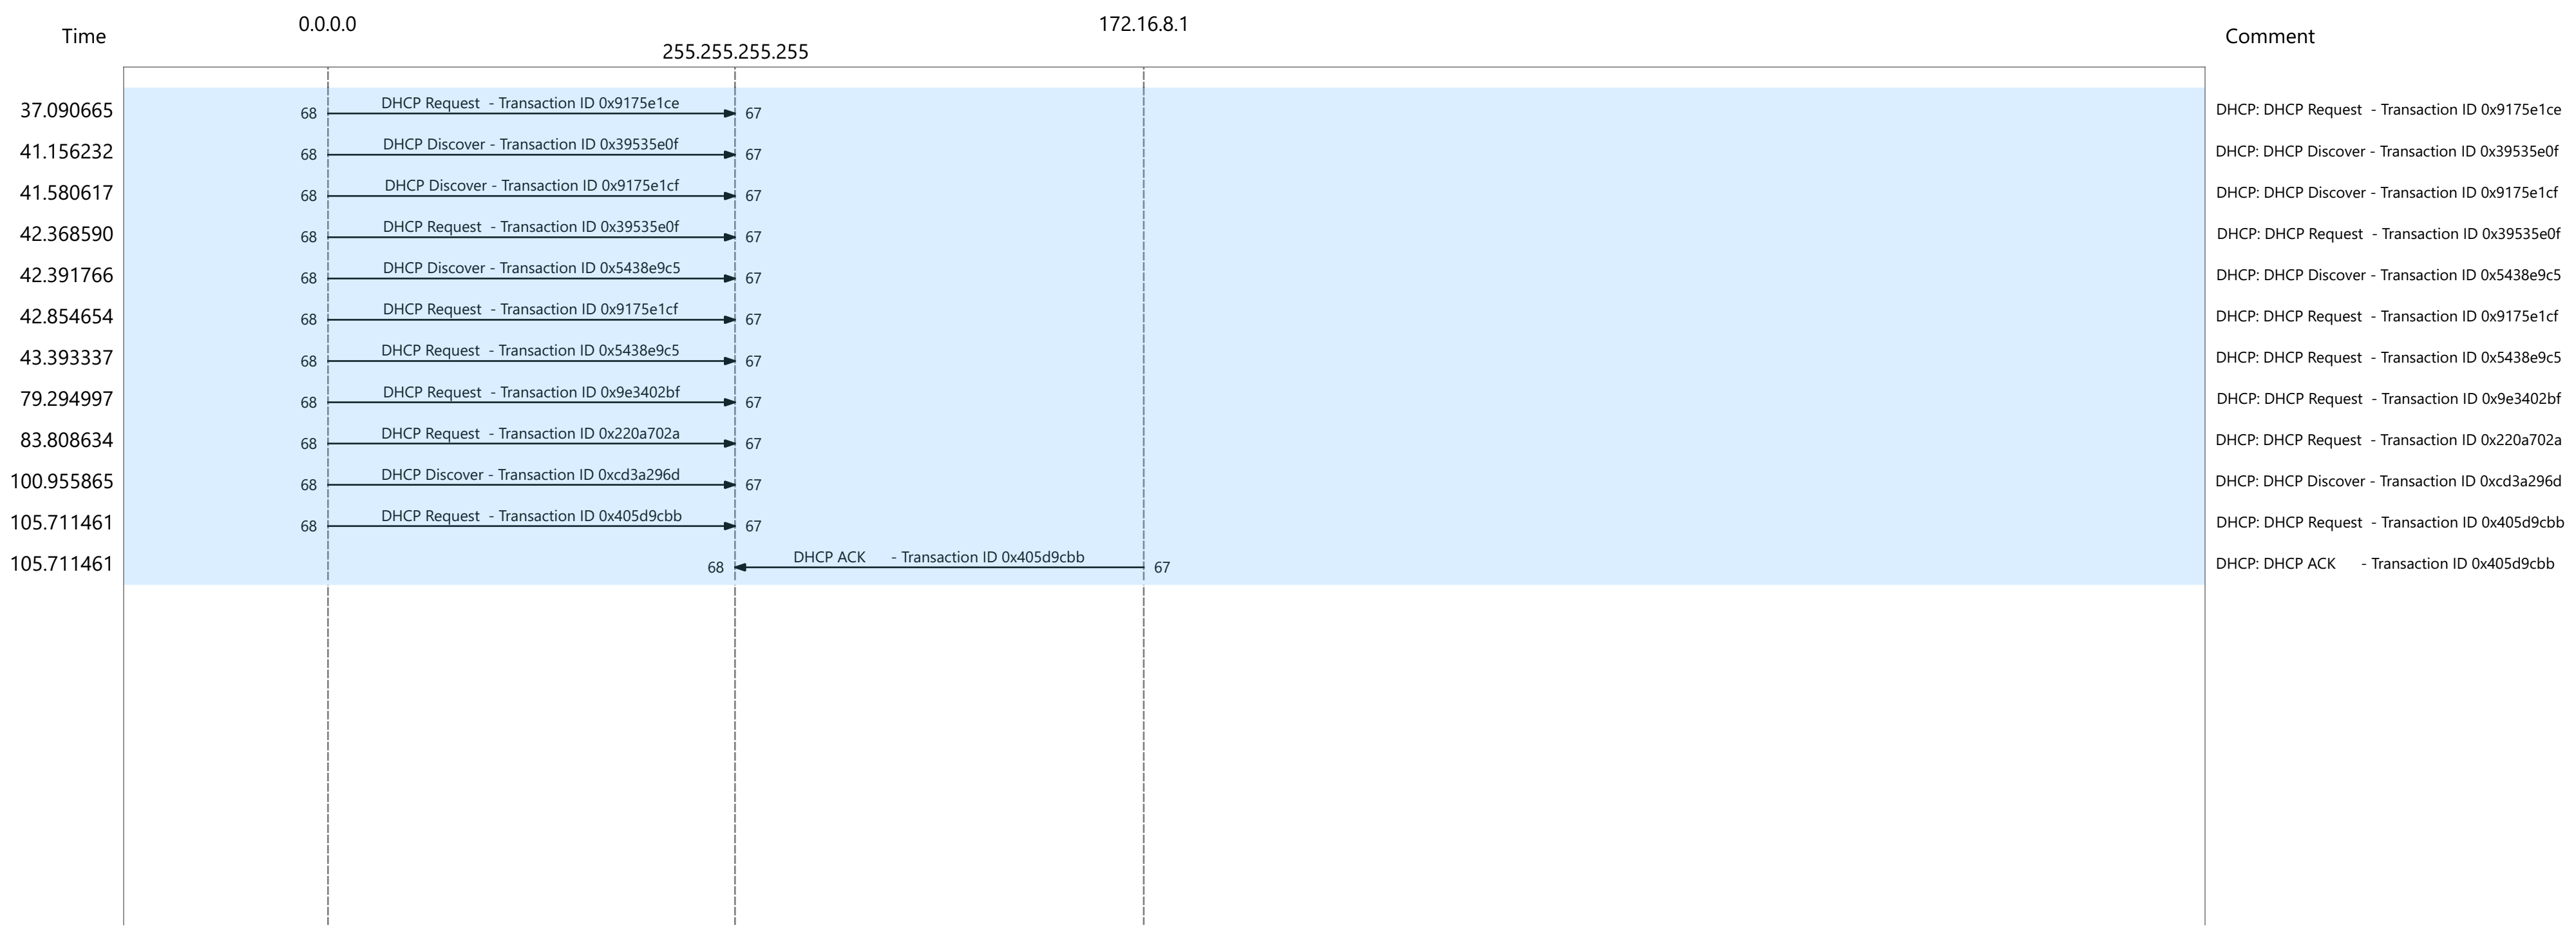 Time 0.0.0.0 255.255.255.255 172.16.8.1 Comment
37.090665 68 DHCP Request - Transaction ID 0x9175e1ce 67 DHCP: DHCP Request - Transaction ID 0x9175e1ce
41.156232 68 DHCP Discover - Transaction ID 0x39535e0f 67 DHCP: DHCP Discover - Transaction ID 0x39535e0f
41.580617 68 DHCP Discover - Transaction ID 0x9175e1cf 67 DHCP: DHCP Discover - Transaction ID 0x9175e1cf
42.368590 68 DHCP Request - Transaction ID 0x39535e0f 67 DHCP: DHCP Request - Transaction ID 0x39535e0f
42.391766 68 DHCP Discover - Transaction ID 0x5438e9c5 67 DHCP: DHCP Discover - Transaction ID 0x5438e9c5
42.854654 68 DHCP Request - Transaction ID 0x9175e1cf 67 DHCP: DHCP Request - Transaction ID 0x9175e1cf
43.393337 68 DHCP Request - Transaction ID 0x5438e9c5 67 DHCP: DHCP Request - Transaction ID 0x5438e9c5
79.294997 68 DHCP Request - Transaction ID 0x9e3402bf 67 DHCP: DHCP Request - Transaction ID 0x9e3402bf
83.808634 68 DHCP Request - Transaction ID 0x220a702a 67 DHCP: DHCP Request - Transaction ID 0x220a702a
100.955865 68 DHCP Discover - Transaction ID 0xcd3a296d 67 DHCP: DHCP Discover - Transaction ID 0xcd3a296d
105.711461 68 DHCP Request - Transaction ID 0x405d9cbb 67 DHCP: DHCP Request - Transaction ID 0x405d9cbb
105.711461 68 DHCP ACK - Transaction ID 0x405d9cbb 67 DHCP: DHCP ACK - Transaction ID 0x405d9cbb